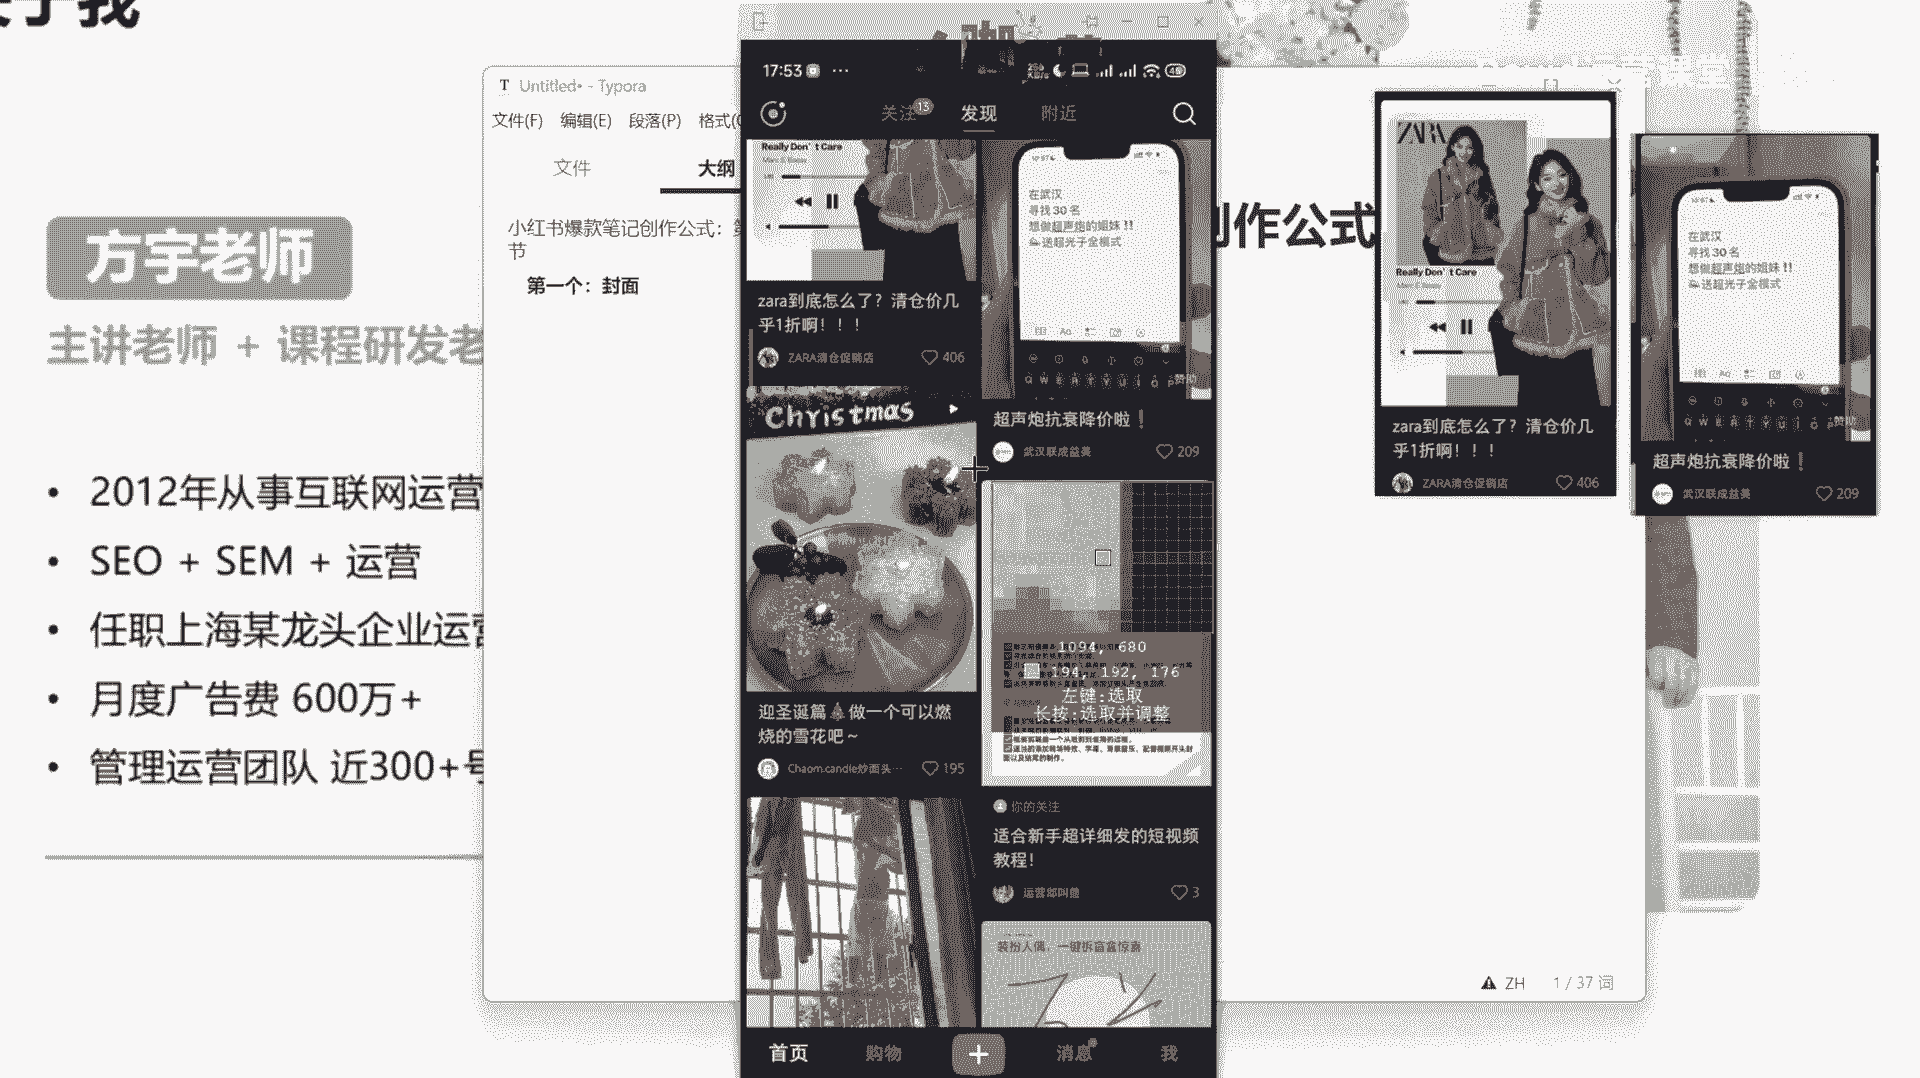 方宇老师
主讲老师 + 课程研发老
• 2012年从事互联网运营
• SEO + SEM + 运营
• 任职上海某龙头企业运营
• 月度广告费 600万+
• 管理运营团队 近300+号
Untitled• - Typora
文件(F) 编辑(E) 段落(P) 格式(
文件
大纲
小红书爆款笔记创作公式：第
节
第一个：封面
创作公式
17:53
关注
13
发现
附近
Really Don't Care
zara到底怎么了？清仓价几
乎1折啊！！！
ZARA清仓促销店
406
在武汉
寻找 30 名
想做超声炮的姐妹 !!
送超光子全模式
赞助
超声炮抗衰降价啦！
武汉联成益美
209
Christmas
迎圣诞篇🎄做一个可以燃
烧的雪花吧～
Chaom.candle炒面头…
195
1094, 680
194, 192, 176
左键:选取
长按:选取并调整
你的关注
适合新手超详细发的短视频
教程！
运营郎叫熊
3
装扮人偶，一键拆盲盒惊喜
首页
购物
消息
我
ZARA
Really Don't Care
zara到底怎么了？清仓价几
乎1折啊！！！
ZARA清仓促销店
406
在武汉
寻找 30 名
想做超声炮的姐妹 !!
送超光子全模式
赞助
超声炮抗衰降价啦！
武汉联成益美
209
ZH
1 / 37 词